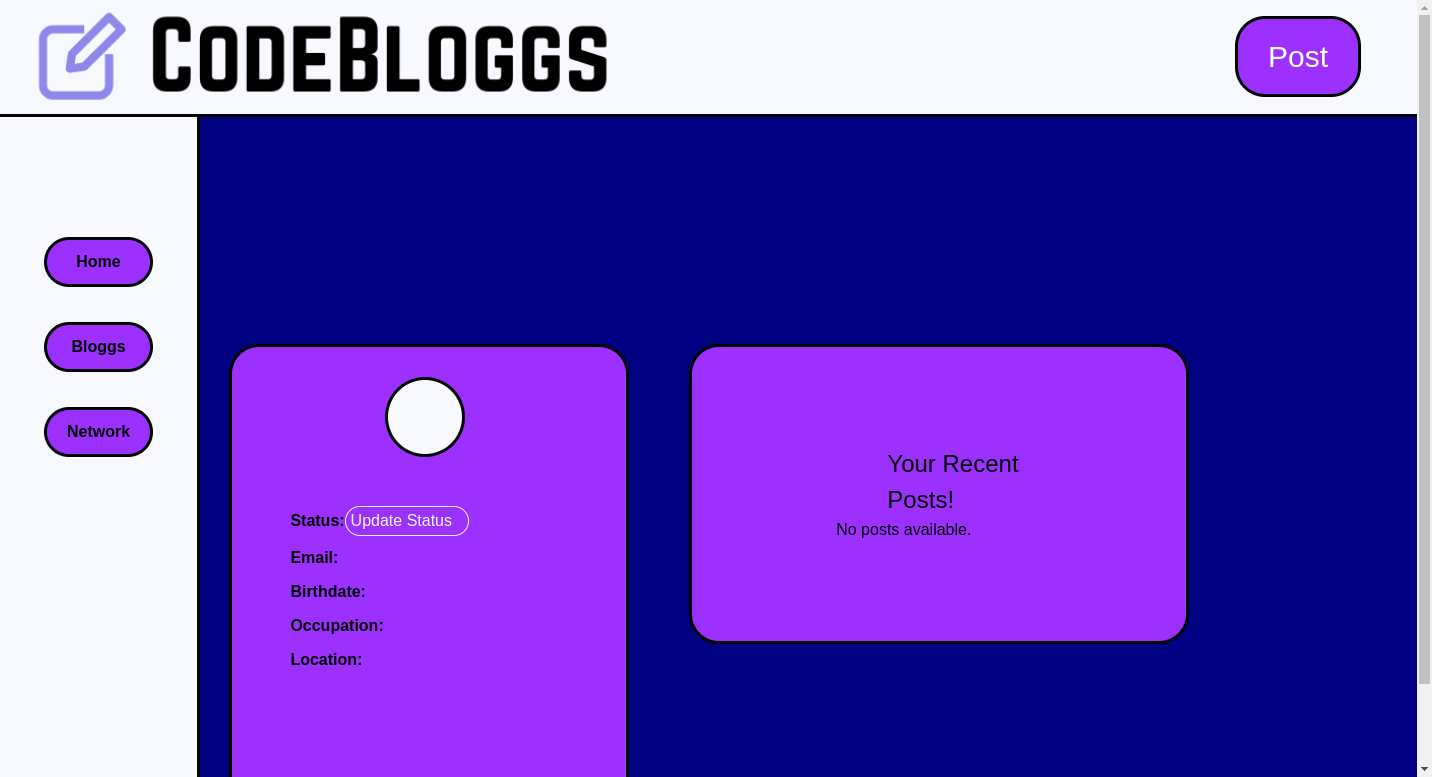 CodeBloggs
Post
Home
Bloggs
Network
Status: Update Status
Email:
Birthdate:
Occupation:
Location:
Your Recent
Posts!
No posts available.